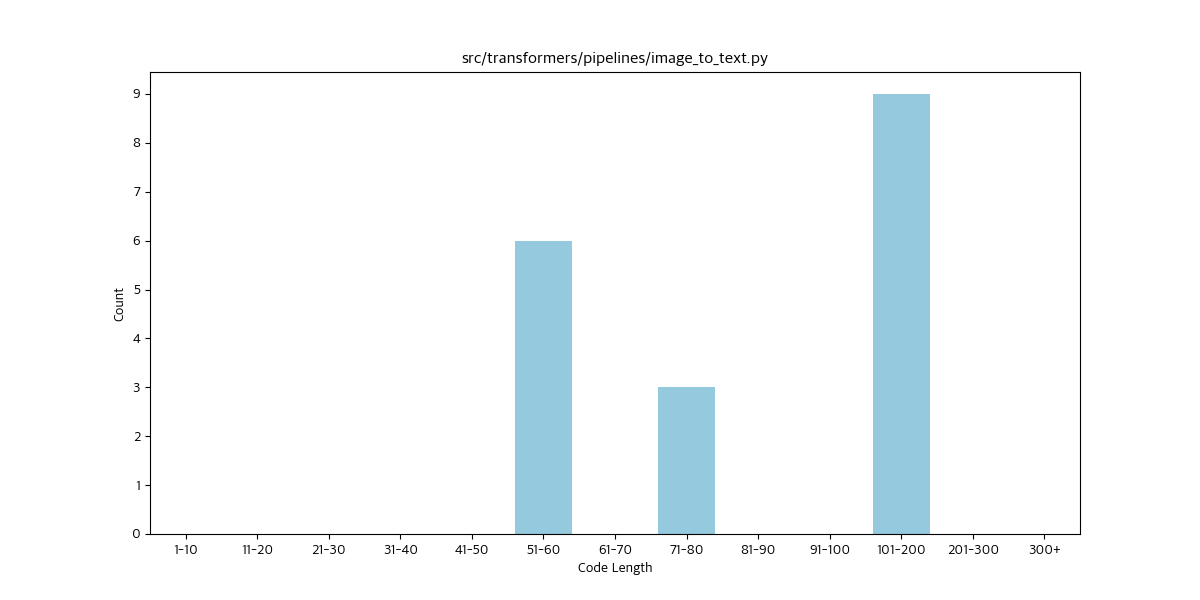 src/transformers/pipelines/image_to_text.py
9
8
7
6
5
4
3
2
1
0
Count
1-10 11-20 21-30 31-40 41-50 51-60 61-70 71-80 81-90 91-100 101-200 201-300 300+
Code Length